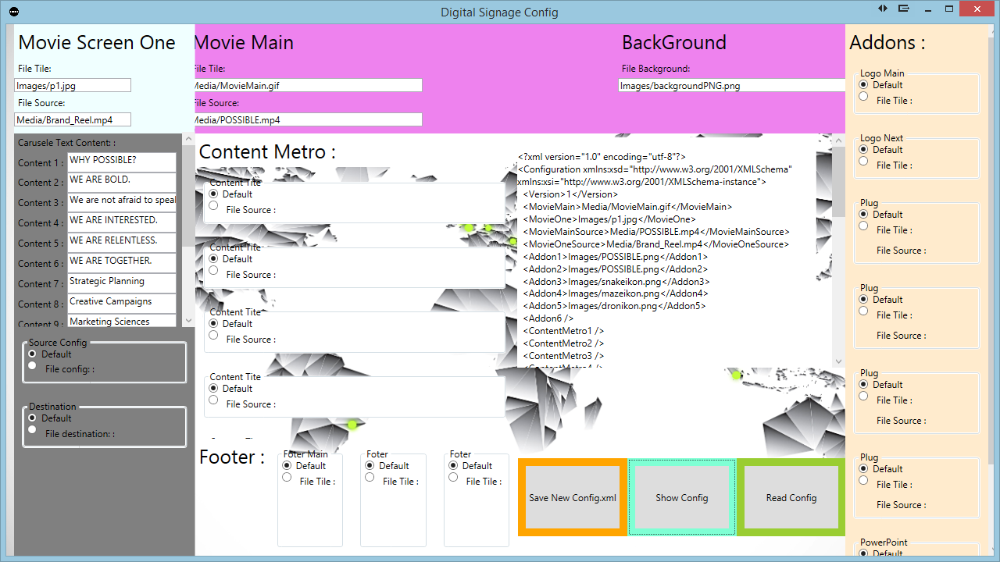 Digital Signage Config
Movie Screen One
File Tile:
Images/p1.jpg
File Source:
Media/Brand_Reel.mp4
Movie Main
File Tile:
Media/MovieMain.gif
File Source:
Media/POSSIBLE.mp4
BackGround
File Background:
Images/backgroundPNG.png
Carusele Text Content: :
Content 1 : WHY POSSIBLE?
Content 2 : WE ARE BOLD.
Content 3 : We are not afraid to speal
Content 4 : WE ARE INTERESTED.
Content 5 : WE ARE RELENTLESS.
Content 6 : WE ARE TOGETHER.
Content 7 : Strategic Planning
Content 8 : Creative Campaigns
Content 9 : Marketing Sciences
Source Config
Default
File config: :
Destination
Default
File destination: :
Content Metro :
Content Tite
Default
File Source :
Content Tite
Default
File Source :
Content Tite
Default
File Source :
Content Tite
Default
File Source :
<?xml version="1.0" encoding="utf-8"?>
<Configuration xmlns:xsd="http://www.w3.org/2001/XMLSchema"
xmlns:xsi="http://www.w3.org/2001/XMLSchema-instance">
<Version>1</Version>
<MovieMain>Media/MovieMain.gif</MovieMain>
<MovieOne>Images/p1.jpg</MovieOne>
<MovieMainSource>Media/POSSIBLE.mp4</MovieMainSource>
<MovieOneSource>Media/Brand_Reel.mp4</MovieOneSource>
<Addon1>Images/POSSIBLE.png</Addon1>
<Addon2>Images/POSSIBLE.png</Addon2>
<Addon3>Images/snakeikon.png</Addon3>
<Addon4>Images/mazeikon.png</Addon4>
<Addon5>Images/dronikon.png</Addon5>
<Addon6 />
<ContentMetro1 />
<ContentMetro2 />
<ContentMetro3 />
<ContentMetro4 />
Footer :
Foter Main
Default
File Tile :
Foter
Default
File Tile :
Foter
Default
File Tile :
Save New Config.xml
Show Config
Read Config
Addons :
Logo Main
Default
File Tile :
Logo Next
Default
File Tile :
Plug
Default
File Tile :
File Source :
Plug
Default
File Tile :
File Source :
Plug
Default
File Tile :
File Source :
Plug
Default
File Tile :
File Source :
PowerPoint
Default